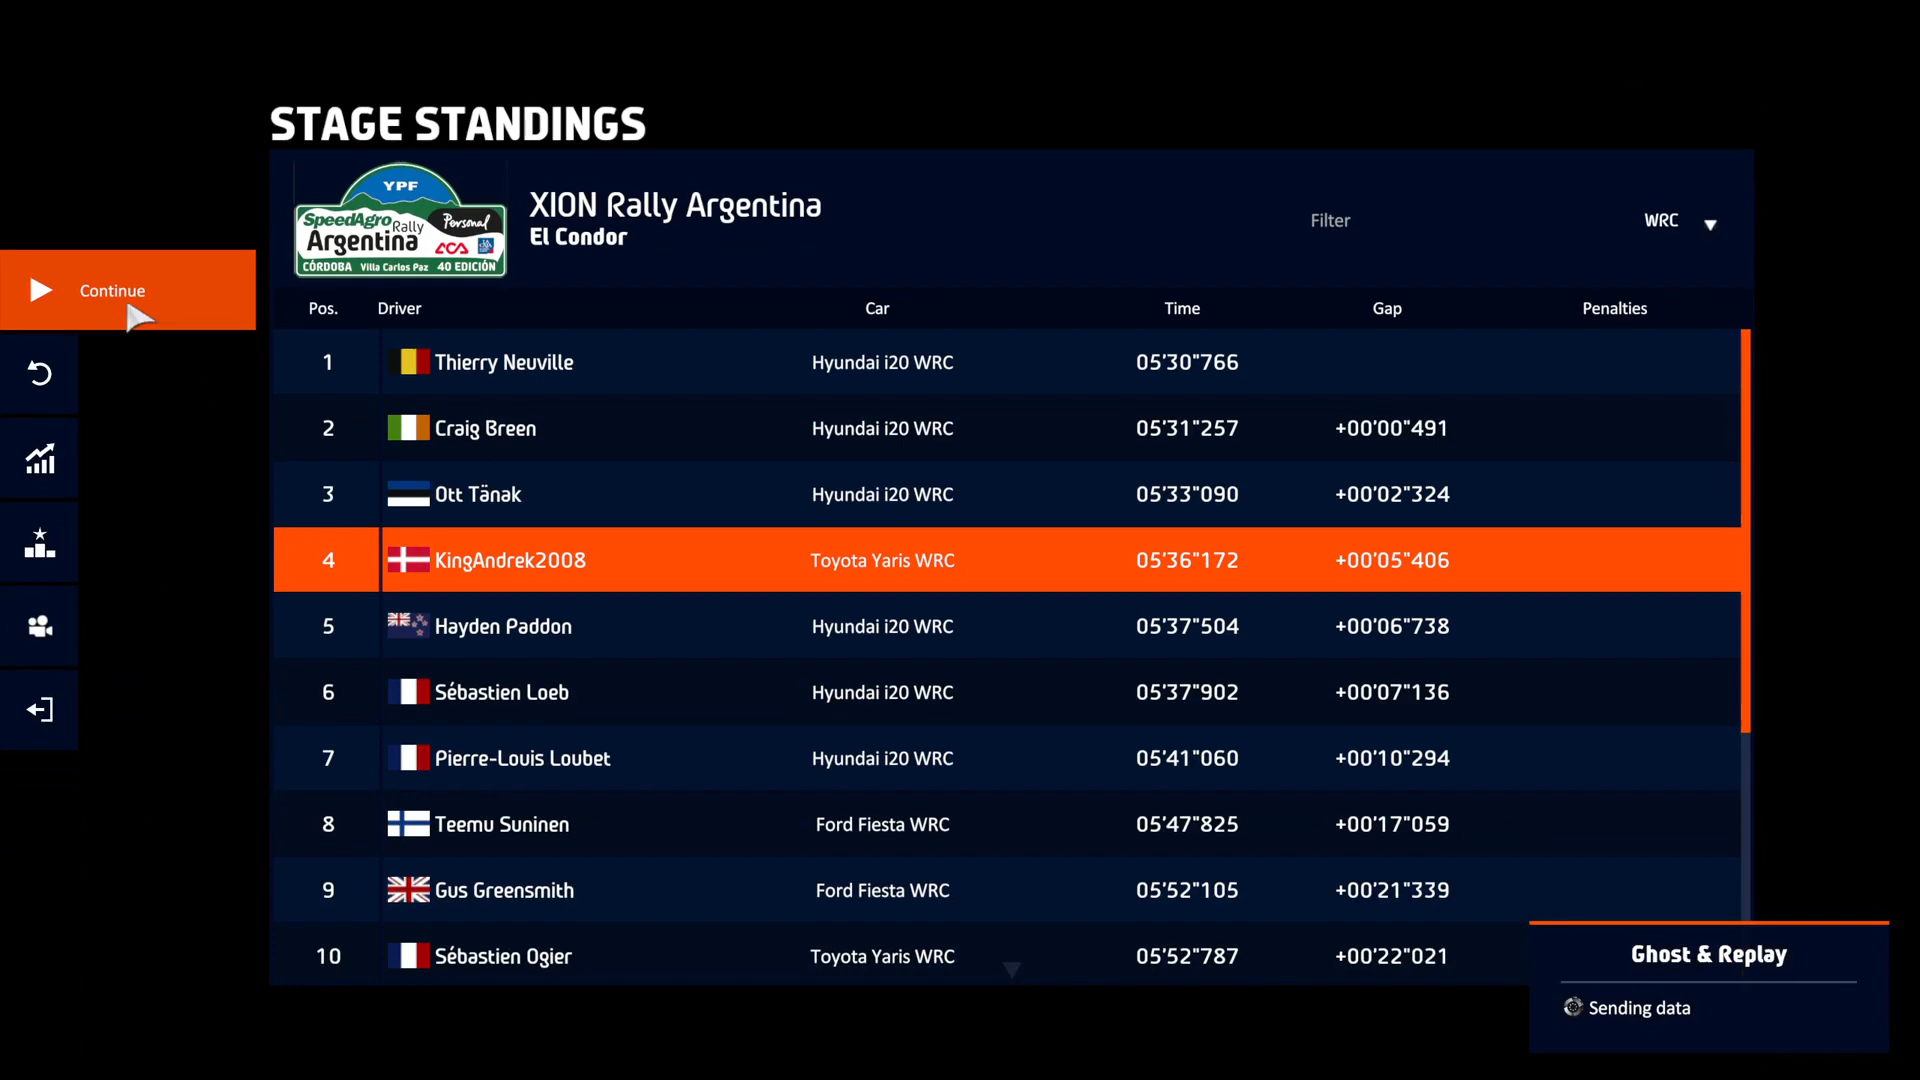 STAGE STANDINGS
YPF
SpeedAgro Rally Personal
Argentina ACA
CÓRDOBA Villa Carlos Paz 40 EDICIÓN
XION Rally Argentina
El Condor
Filter WRC
Continue
Pos. Driver Car Time Gap Penalties
1 Thierry Neuville Hyundai i20 WRC 05'30"766
2 Craig Breen Hyundai i20 WRC 05'31"257 +00'00"491
3 Ott Tänak Hyundai i20 WRC 05'33"090 +00'02"324
4 KingAndrek2008 Toyota Yaris WRC 05'36"172 +00'05"406
5 Hayden Paddon Hyundai i20 WRC 05'37"504 +00'06"738
6 Sébastien Loeb Hyundai i20 WRC 05'37"902 +00'07"136
7 Pierre-Louis Loubet Hyundai i20 WRC 05'41"060 +00'10"294
8 Teemu Suninen Ford Fiesta WRC 05'47"825 +00'17"059
9 Gus Greensmith Ford Fiesta WRC 05'52"105 +00'21"339
10 Sébastien Ogier Toyota Yaris WRC 05'52"787 +00'22"021
Ghost & Replay
Sending data